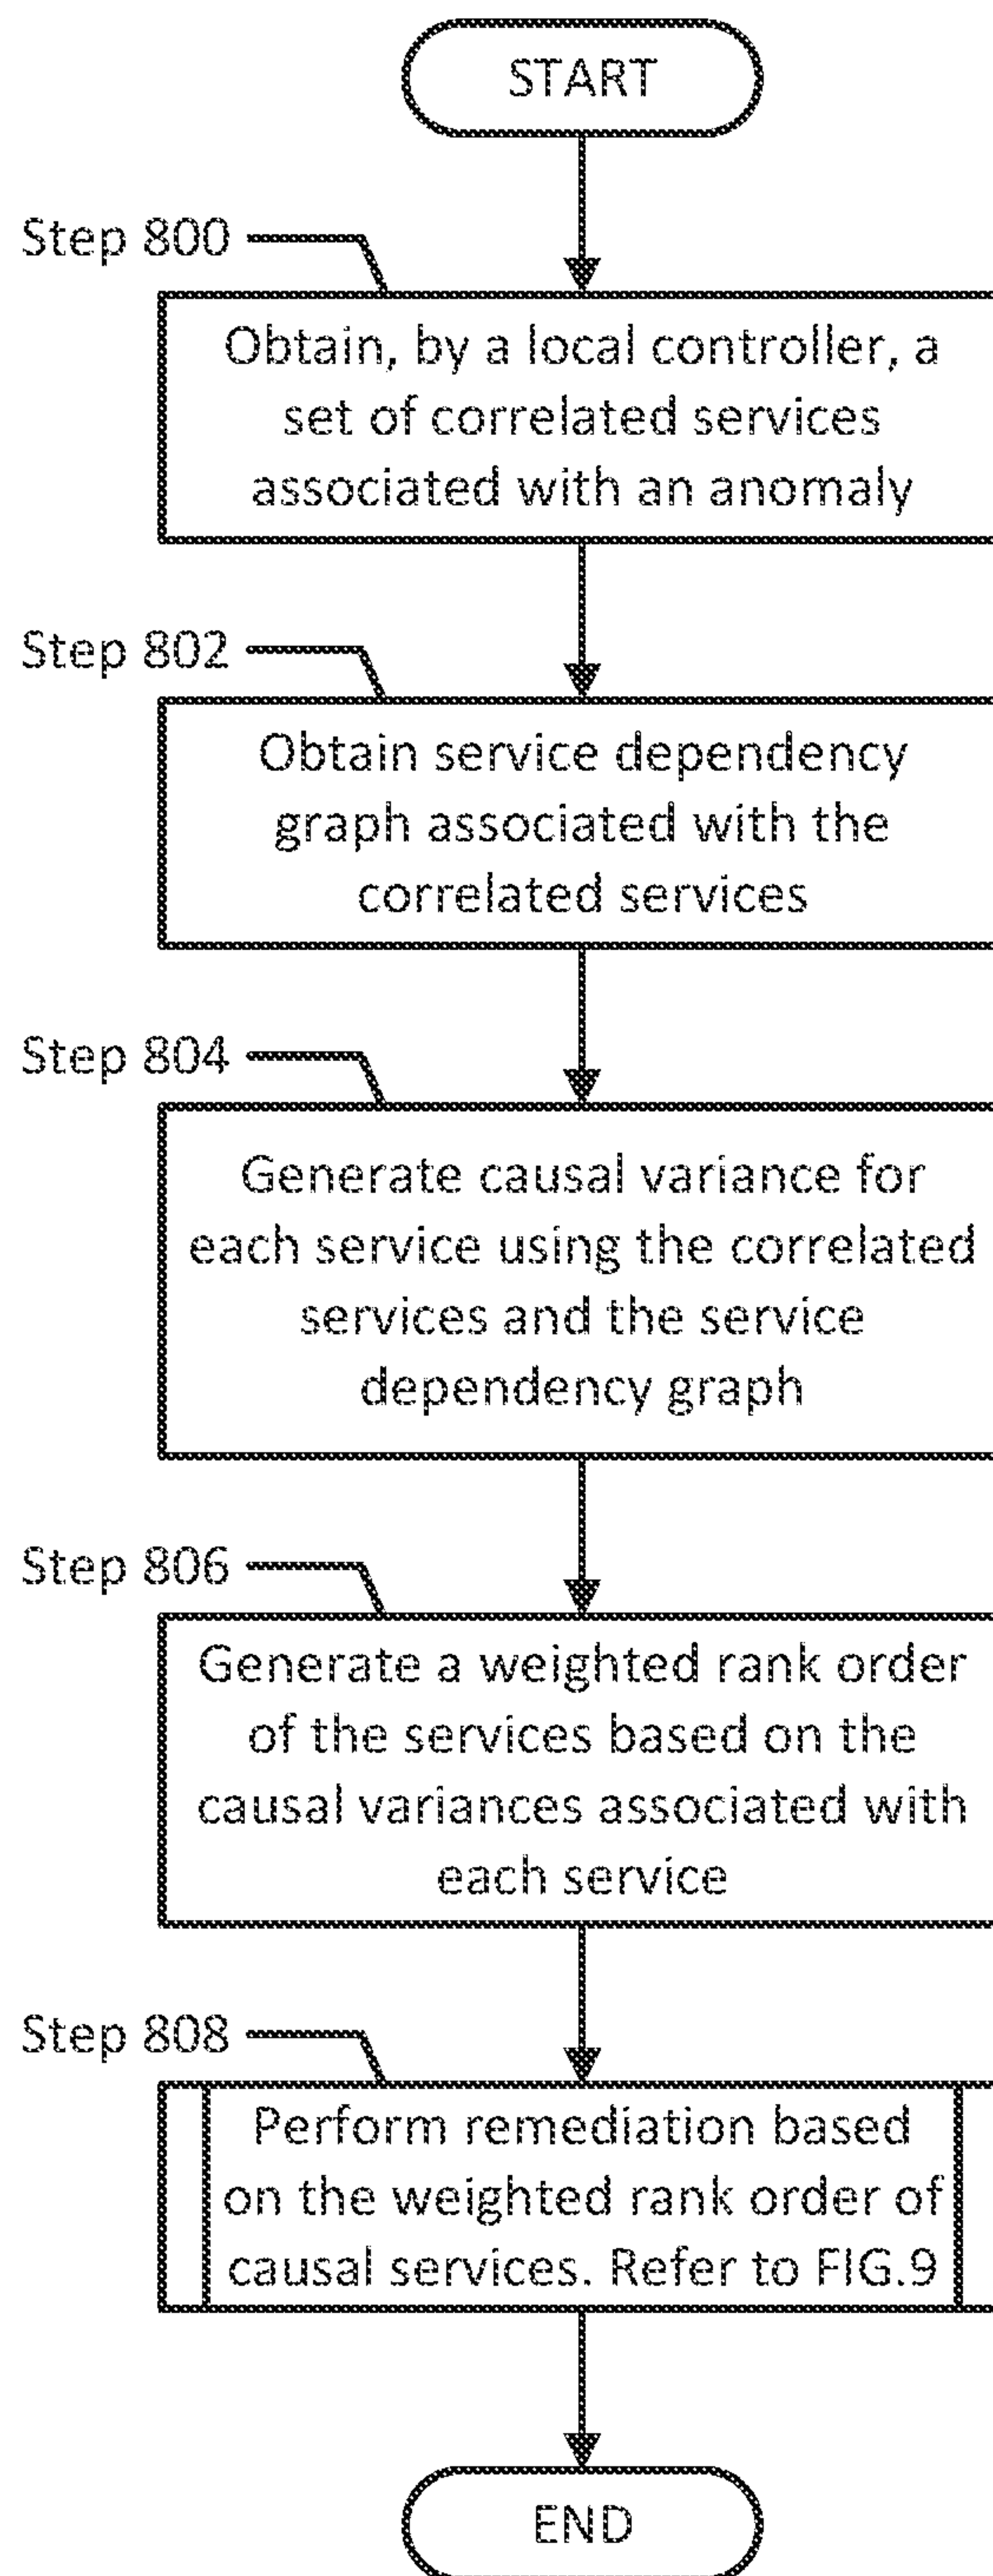 START
Step 800
Obtain, by a local controller, a
set of correlated services
associated with an anomaly
Step 802
Obtain service dependency
graph associated with the
correlated services
Step 804
Generate causal variance for
each service using the correlated
services and the service
dependency graph
Step 806
Generate a weighted rank order
of the services based on the
causal variances associated with
each service
Step 808
Perform remediation based
on the weighted rank order of
causal services. Refer to FIG.9
END